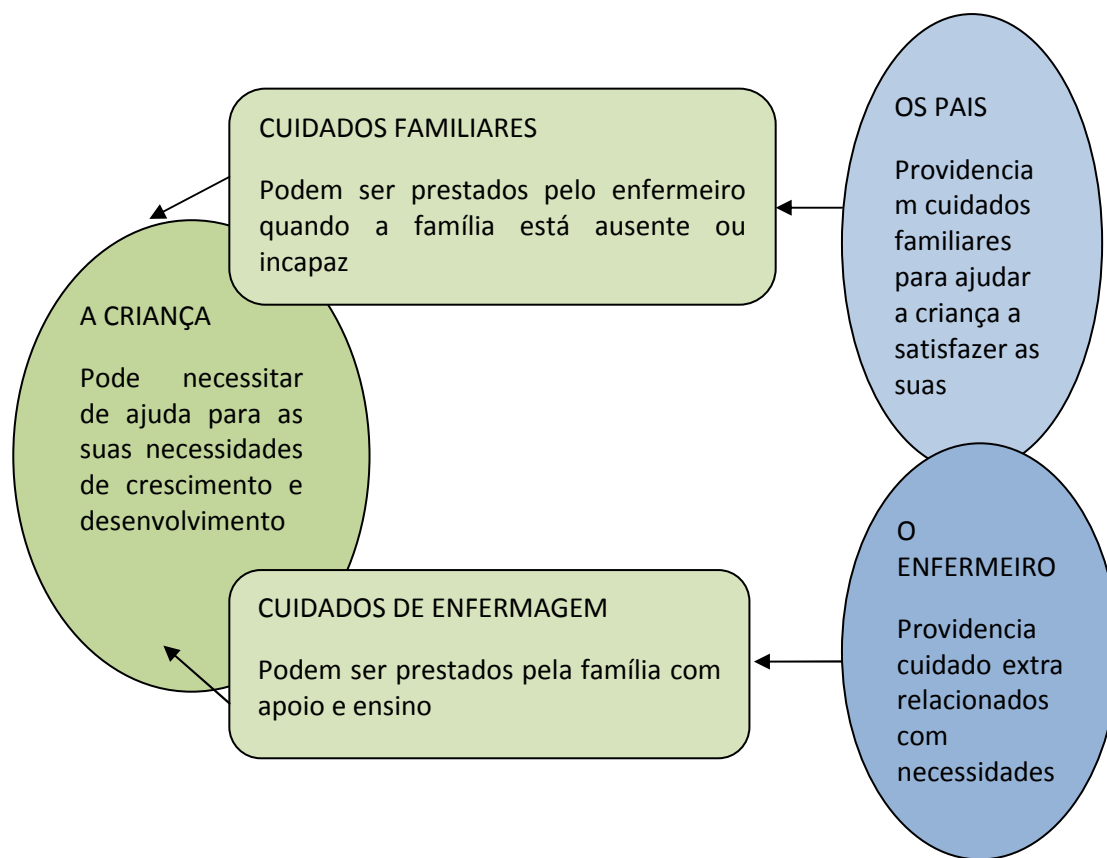 CUIDADOS FAMILIARES
Podem ser prestados pelo enfermeiro
quando a família está ausente ou
incapaz
OS PAIS
Providencia
m cuidados
familiares
para ajudar
a criança a
satisfazer as
suas
A CRIANÇA
Pode necessitar
de ajuda para as
suas necessidades
de crescimento e
desenvolvimento
CUIDADOS DE ENFERMAGEM
Podem ser prestados pela família com
apoio e ensino
O
ENFERMEIRO
Providencia
cuidado extra
relacionados
com
necessidades